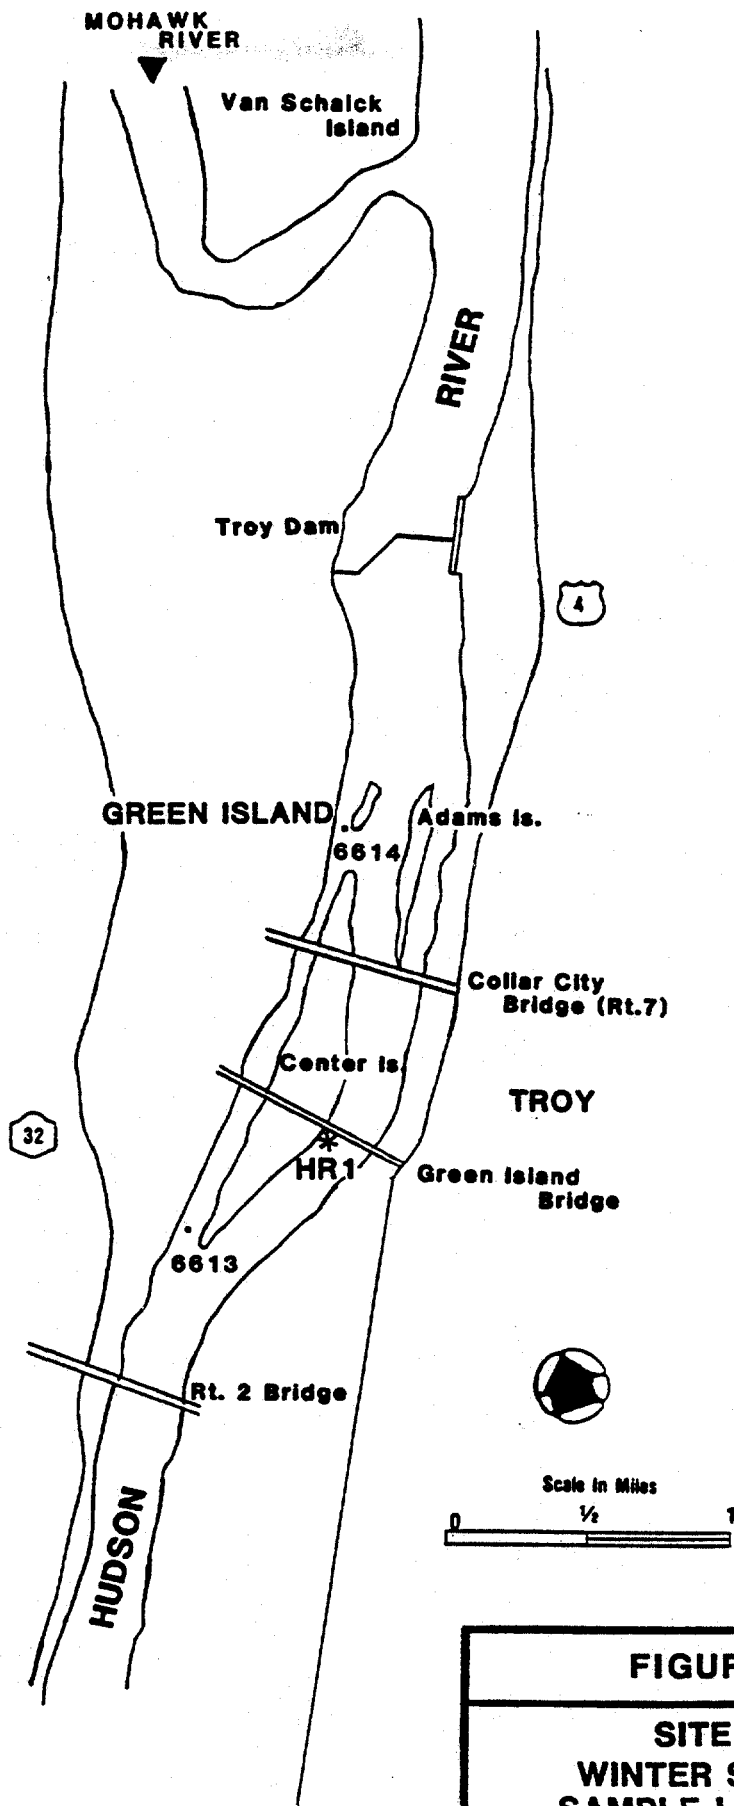 MOHAWK
RIVER
Van Schaick
Island
RIVER
Troy Dam
4
GREEN ISLAND
Adams Is.
6614
Collar City
Bridge (Rt.7)
Center Is.
TROY
32
HR1
Green Island
Bridge
6613
Rt. 2 Bridge
Scale In Miles
0 ½ 1
HUDSON
SITE
WINTER